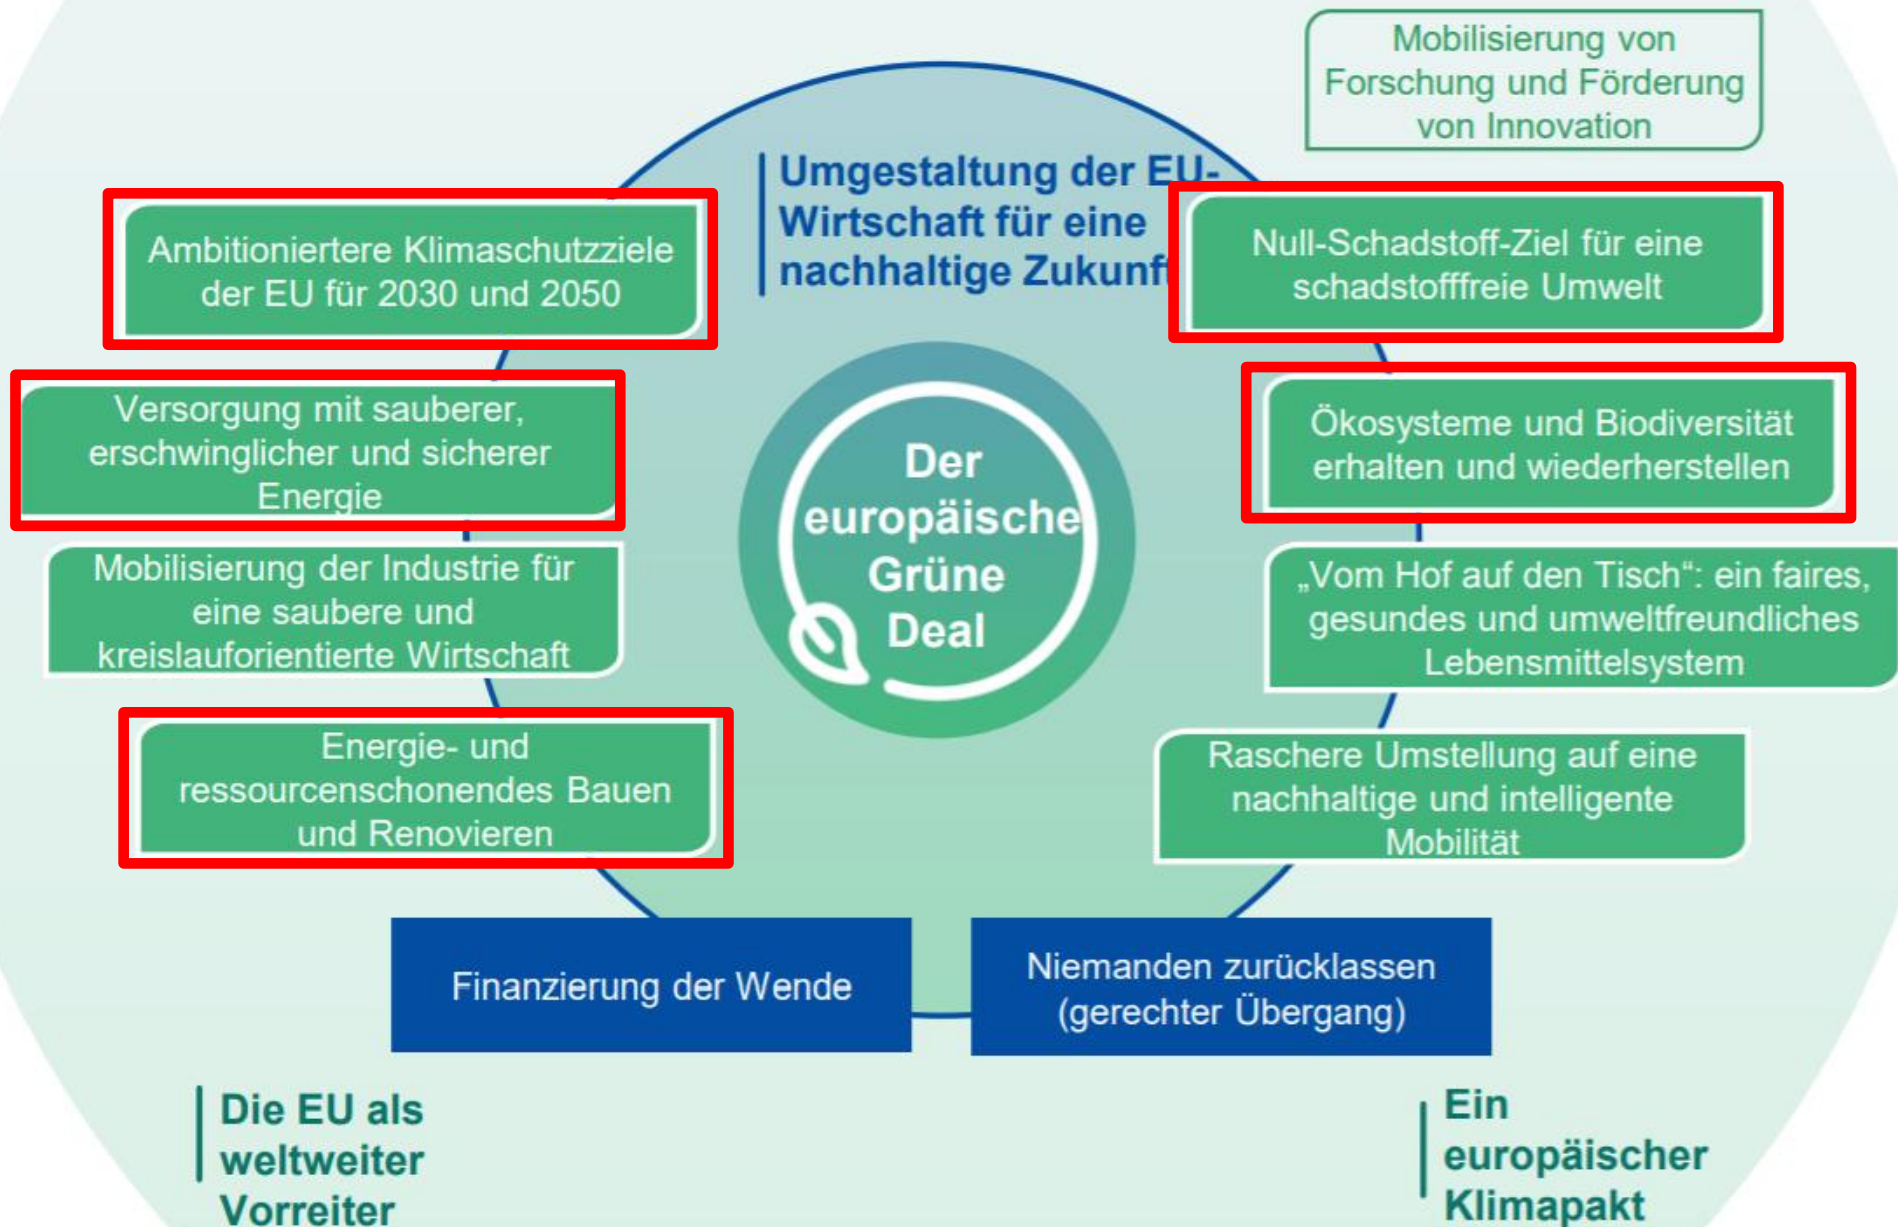 Mobilisierung von
Forschung und Förderung
von Innovation
Umgestaltung der EU-
Wirtschaft für eine
nachhaltige Zukunft
Ambitioniertere Klimaschutzziele
der EU für 2030 und 2050
Null-Schadstoff-Ziel für eine
schadstofffreie Umwelt
Versorgung mit sauberer,
erschwinglicher und sicherer
Energie
Ökosysteme und Biodiversität
erhalten und wiederherstellen
Der
europäische
Grüne
Deal
Mobilisierung der Industrie für
eine saubere und
kreislauforientierte Wirtschaft
„Vom Hof auf den Tisch“: ein faires,
gesundes und umweltfreundliches
Lebensmittelsystem
Energie- und
ressourcenschonendes Bauen
und Renovieren
Raschere Umstellung auf eine
nachhaltige und intelligente
Mobilität
Finanzierung der Wende
Niemanden zurücklassen
(gerechter Übergang)
Die EU als
weltweiter
Vorreiter
Ein
europäischer
Klimapakt